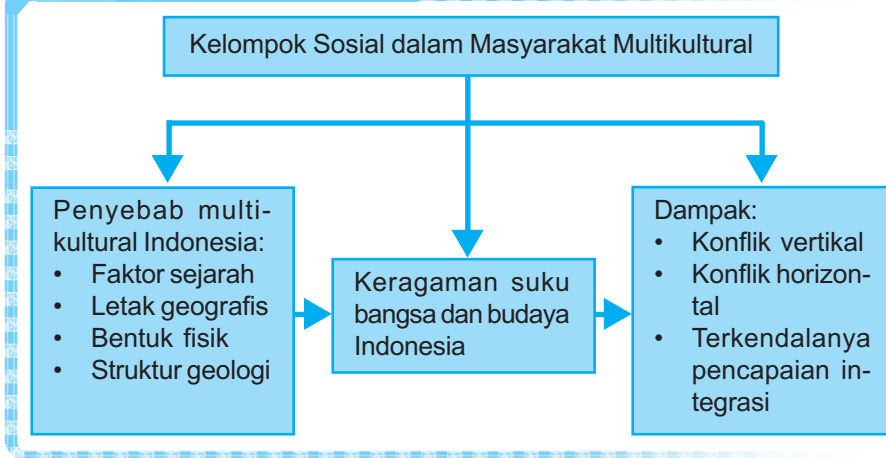 Kelompok Sosial dalam Masyarakat Multikultural
Penyebab multi-
kultural Indonesia:
• Faktor sejarah
• Letak geografis
• Bentuk fisik
• Struktur geologi
Keragaman suku
bangsa dan budaya
Indonesia
Dampak:
• Konflik vertikal
• Konflik horizon-
tal
• Terkendalanya
pencapaian in-
tegrasi